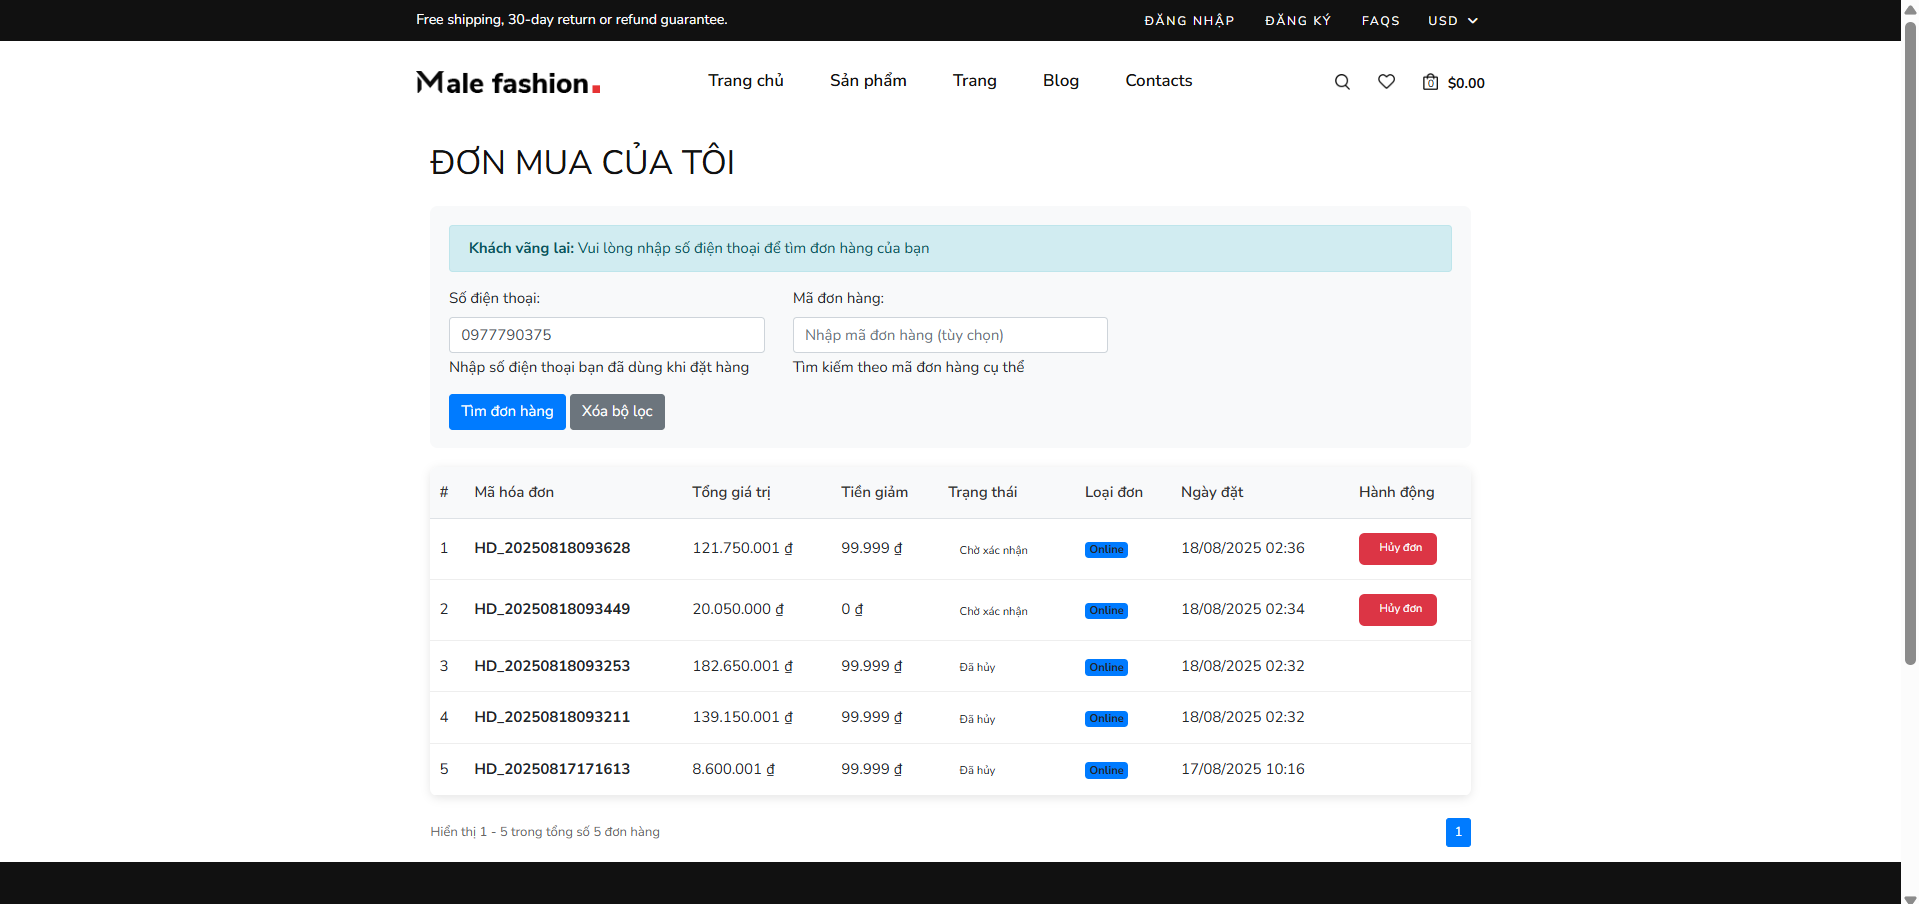 Free shipping, 30-day return or refund guarantee. ĐĂNG NHẬP ĐĂNG KÝ FAQS USD
Male fashion. Trang chủ Sản phẩm Trang Blog Contacts 0 $0.00
ĐƠN MUA CỦA TÔI
Khách vãng lai: Vui lòng nhập số điện thoại để tìm đơn hàng của bạn
Số điện thoại: Mã đơn hàng:
0977790375 Nhập mã đơn hàng (tùy chọn)
Nhập số điện thoại bạn đã dùng khi đặt hàng Tìm kiếm theo mã đơn hàng cụ thể
Tìm đơn hàng Xóa bộ lọc
# Mã hóa đơn Tổng giá trị Tiền giảm Trạng thái Loại đơn Ngày đặt Hành động
1 HD_20250818093628 121.750.001 ₫ 99.999 ₫ Chờ xác nhận Online 18/08/2025 02:36 Hủy đơn
2 HD_20250818093449 20.050.000 ₫ 0 ₫ Chờ xác nhận Online 18/08/2025 02:34 Hủy đơn
3 HD_20250818093253 182.650.001 ₫ 99.999 ₫ Đã hủy Online 18/08/2025 02:32
4 HD_20250818093211 139.150.001 ₫ 99.999 ₫ Đã hủy Online 18/08/2025 02:32
5 HD_20250817171613 8.600.001 ₫ 99.999 ₫ Đã hủy Online 17/08/2025 10:16
Hiển thị 1 - 5 trong tổng số 5 đơn hàng 1